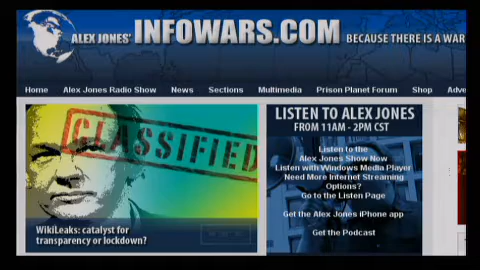 ALEX JONES' INFOWARS.COM BECAUSE THERE IS A WAR
Home Alex Jones Radio Show News Sections Multimedia Prison Planet Forum Shop Adve
CLASSIFIED
WikiLeaks: catalyst for
transparency or lockdown?
LISTEN TO ALEX JONES
FROM 11AM - 2PM CST
Listen to the
Alex Jones Show Now
Listen with Windows Media Player
Need More Internet Streaming
Options?
Go to the Listen Page
Get the Alex Jones iPhone app
Get the Podcast